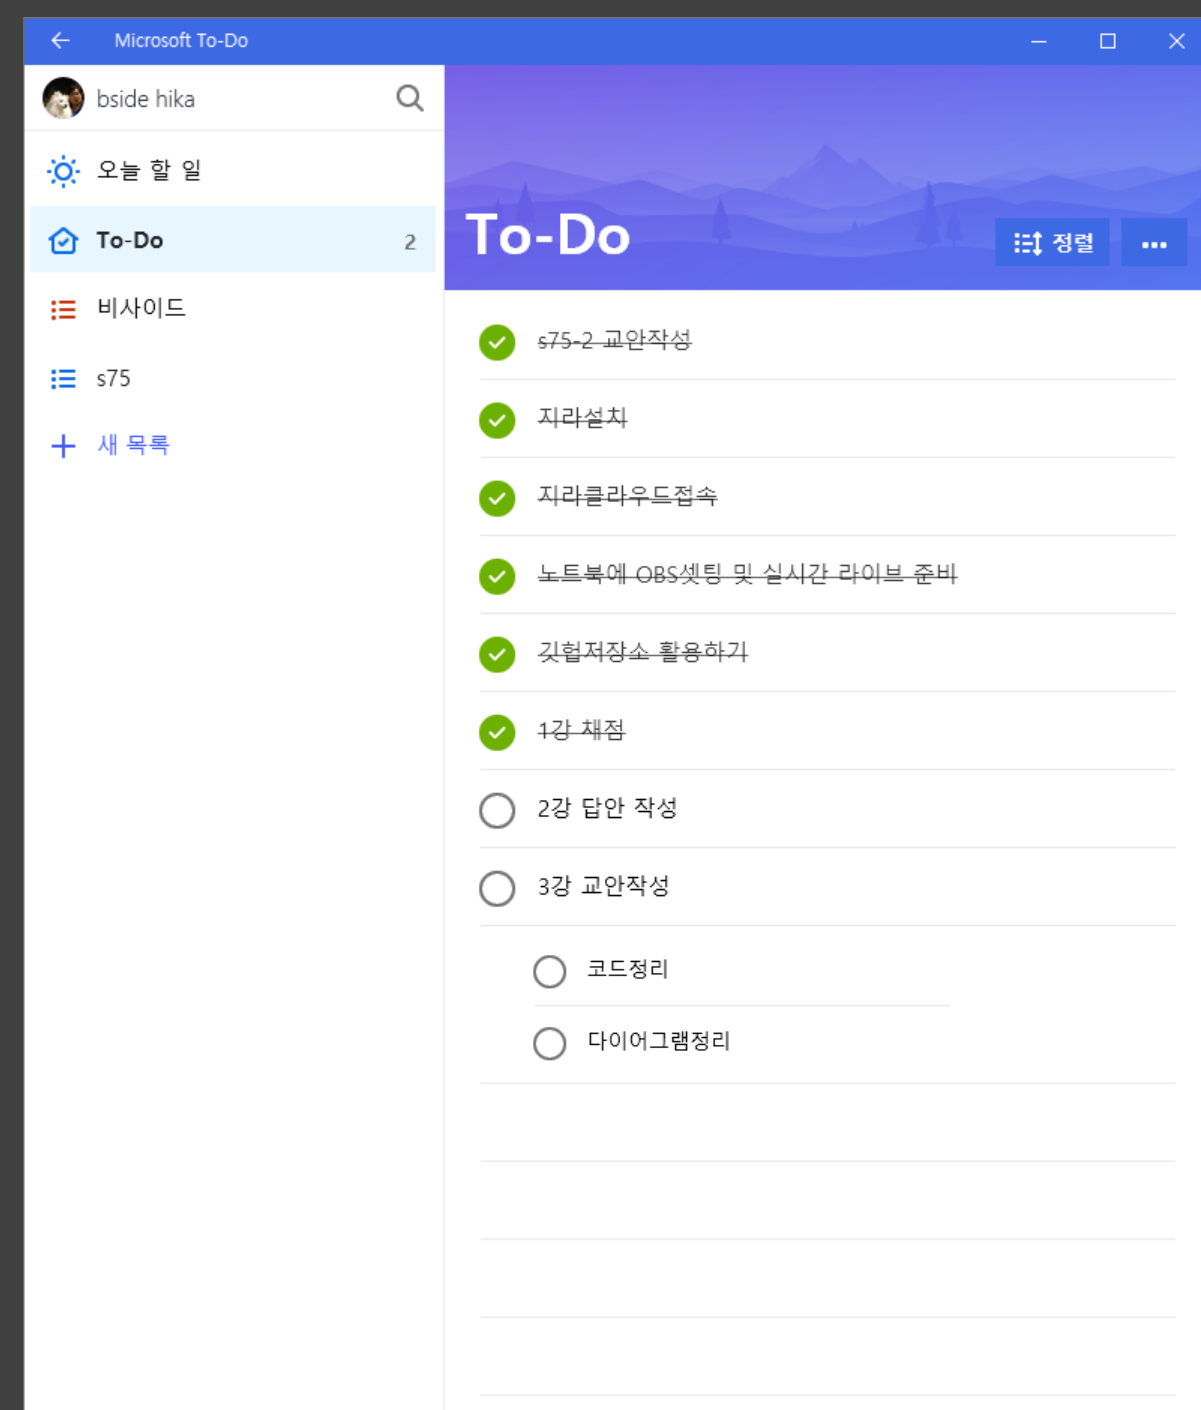 Microsoft To-Do
bside hika
오늘 할 일
To-Do
2
비사이드
s75
새 목록
To-Do
정렬
s75-2 교안작성
지라설치
지라클라우드접속
노트북에 OBS셋팅 및 실시간 라이브 준비
깃헙저장소 활용하기
1강 채점
2강 답안 작성
3강 교안작성
코드정리
다이어그램정리